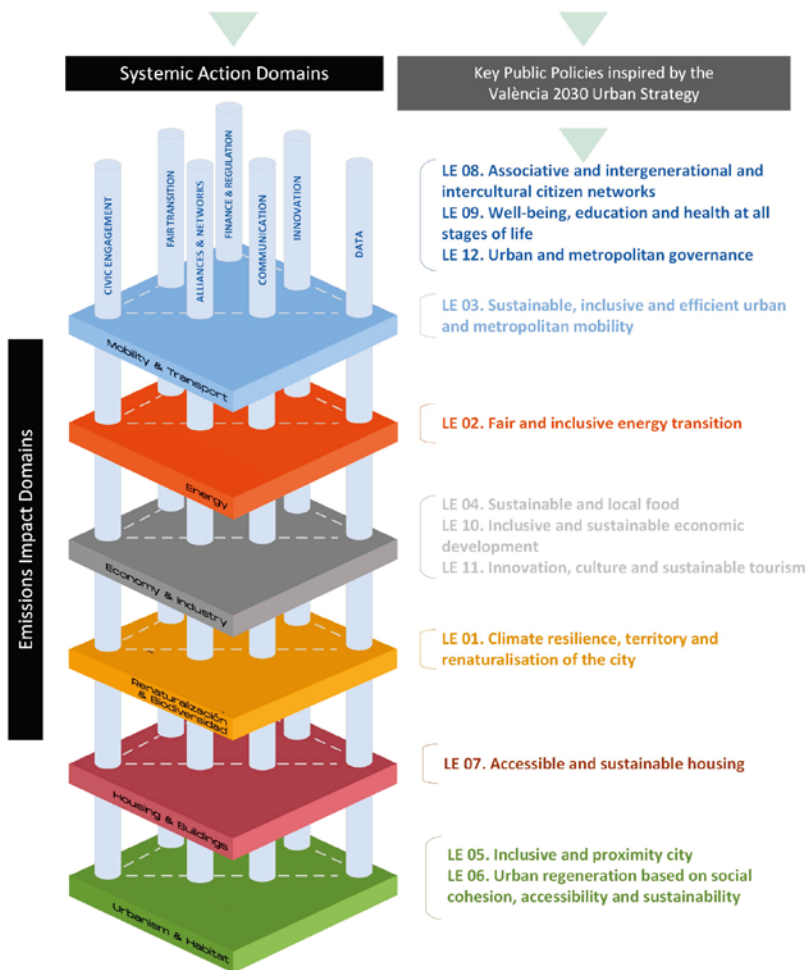 Systemic Action Domains
Key Public Policies inspired by the
València 2030 Urban Strategy
CIVIC ENGAGEMENT
FAIR TRANSITION
ALLIANCES & NETWORKS
FINANCE & REGULATION
COMMUNICATION
INNOVATION
DATA
LE 08. Associative and intergenerational and
intercultural citizen networks
LE 09. Well-being, education and health at all
stages of life
LE 12. Urban and metropolitan governance
Emissions Impact Domains
Mobility & Transport
LE 03. Sustainable, inclusive and efficient urban
and metropolitan mobility
Energy
LE 02. Fair and inclusive energy transition
Economy & Industry
LE 04. Sustainable and local food
LE 10. Inclusive and sustainable economic
development
LE 11. Innovation, culture and sustainable tourism
Renaturalización
& Biodiversidad
LE 01. Climate resilience, territory and
renaturalisation of the city
Housing & Buildings
LE 07. Accessible and sustainable housing
Urbanism & Habitat
LE 05. Inclusive and proximity city
LE 06. Urban regeneration based on social
cohesion, accessibility and sustainability